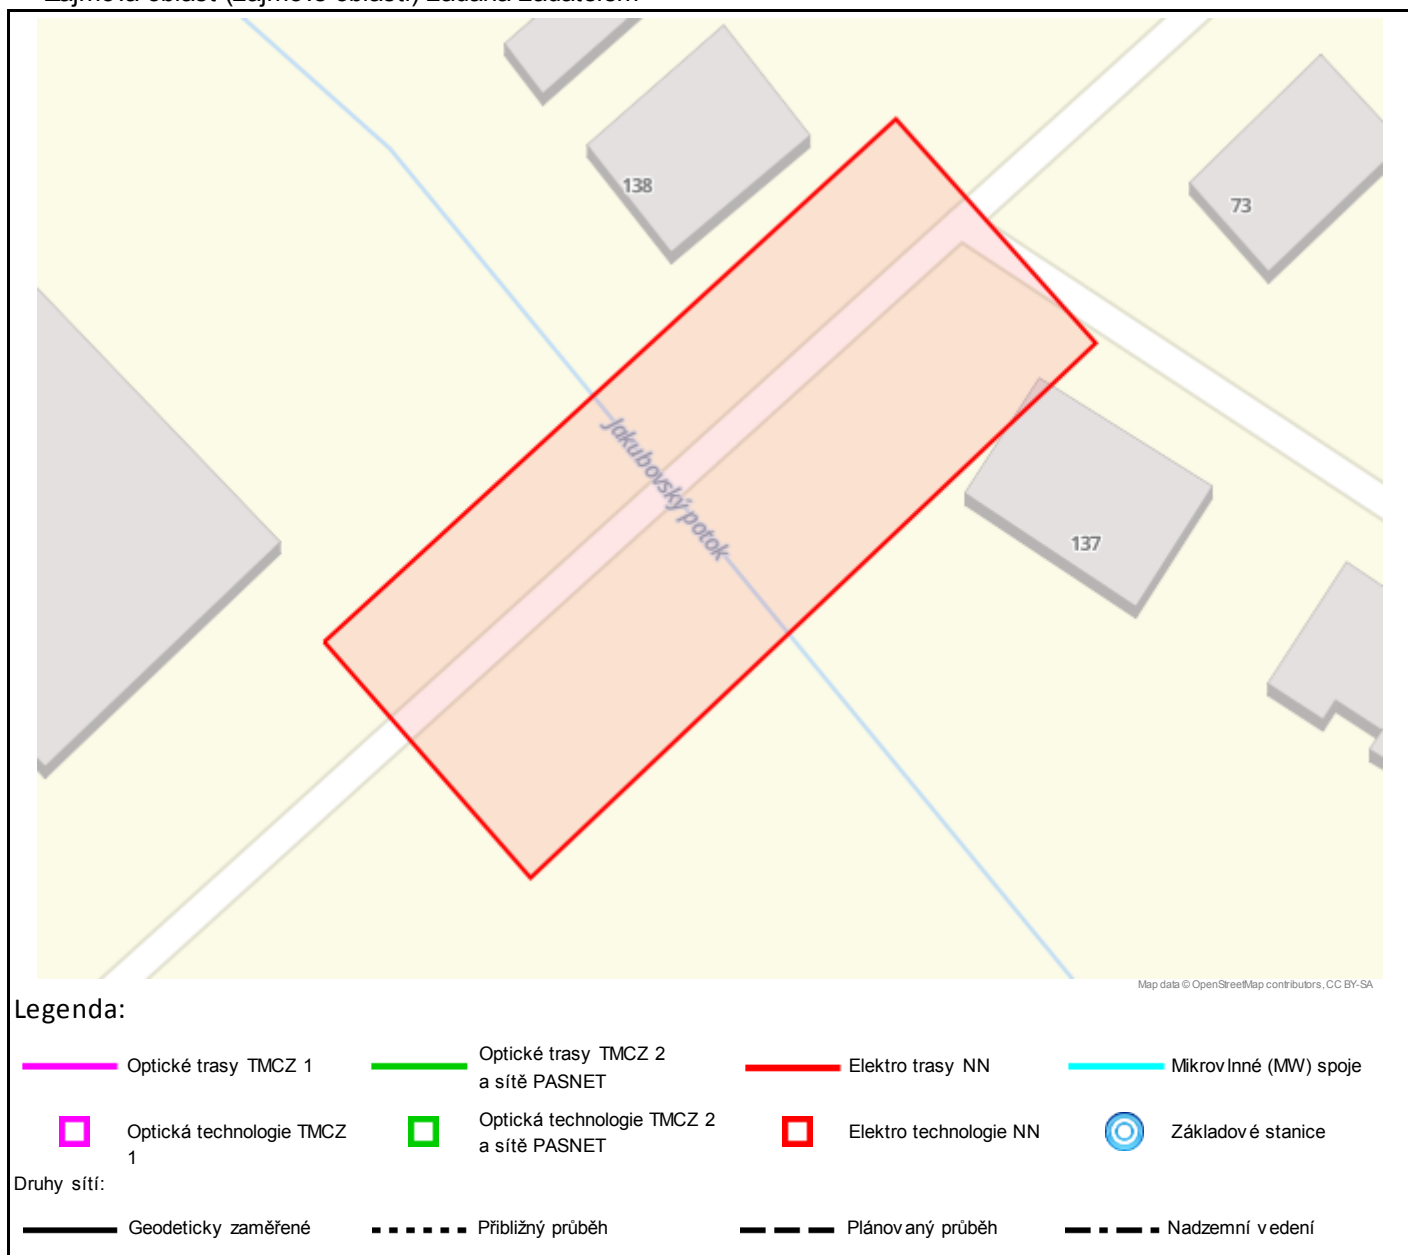 138
73
Jakubovský potok
137
Map data © OpenStreetMap contributors, CC BY-SA
Legenda:
Optické trasy TMCZ 1
Optické trasy TMCZ 2
a sítě PASNET
Elektro trasy NN
Mikrovlnné (MW) spoje
Optická technologie TMCZ
1
Optická technologie TMCZ 2
a sítě PASNET
Elektro technologie NN
Základové stanice
Druhy sítí:
Geodeticky zaměřené
Přibližný průběh
Plánovaný průběh
Nadzemní vedení